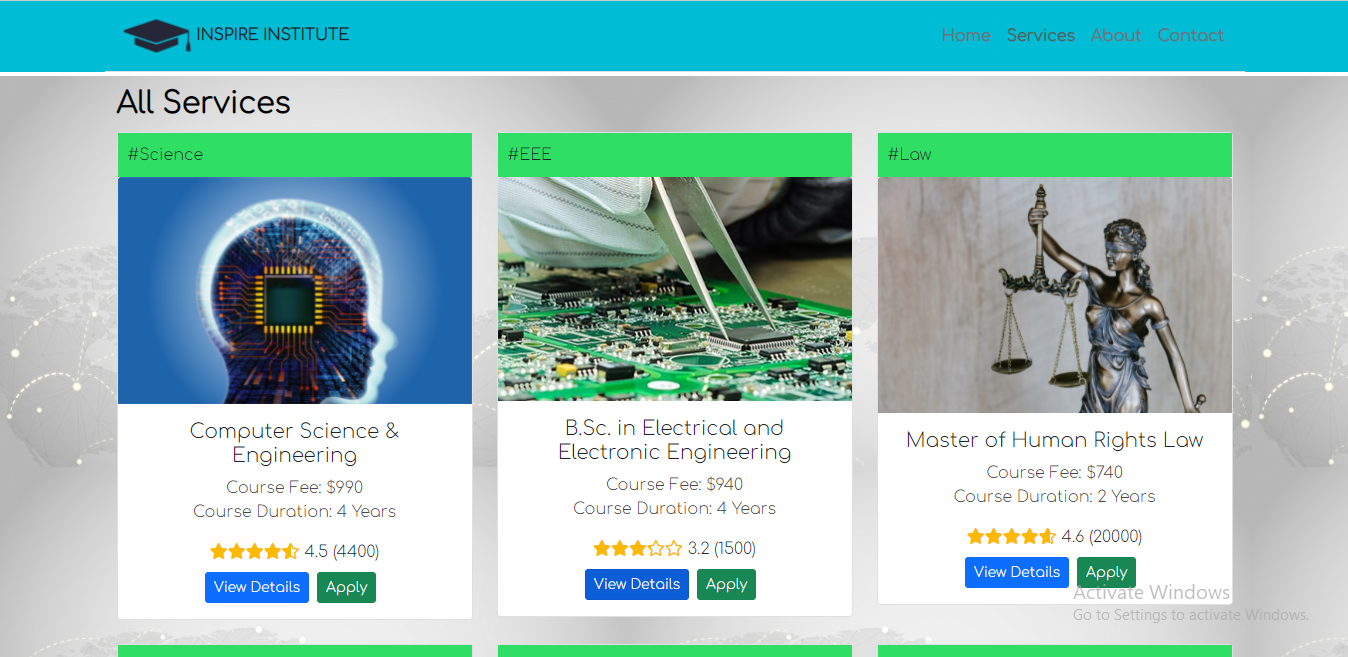 INSPIRE INSTITUTE
Home Services About Contact
All Services
#Science
Computer Science &
Engineering
Course Fee: $990
Course Duration: 4 Years
4.5 (4400)
View Details Apply
#EEE
B.Sc. in Electrical and
Electronic Engineering
Course Fee: $940
Course Duration: 4 Years
3.2 (1500)
View Details Apply
#Law
Master of Human Rights Law
Course Fee: $740
Course Duration: 2 Years
4.6 (20000)
View Details Apply
Activate Windows
Go to Settings to activate Windows.